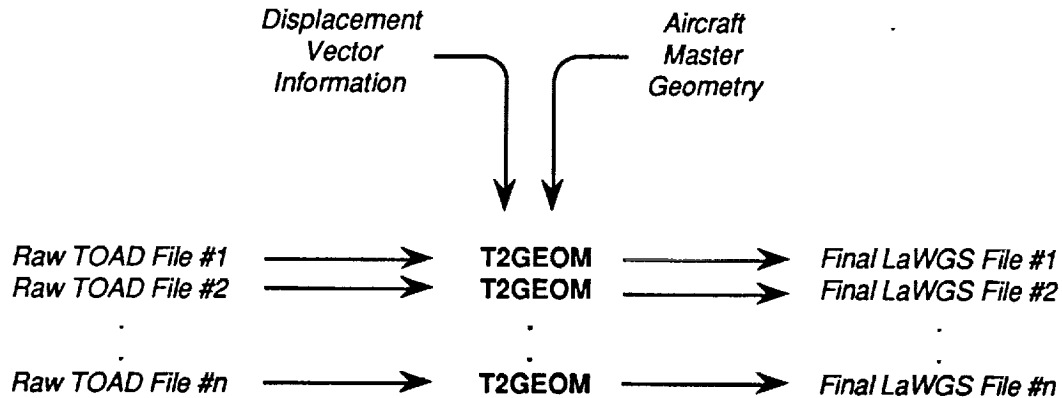 Displacement
Vector
Information
Aircraft
Master
Geometry
Raw TOAD File #1 T2GEOM Final LaWGS File #1
Raw TOAD File #2 T2GEOM Final LaWGS File #2
. . .
. . .
Raw TOAD File #n T2GEOM Final LaWGS File #n